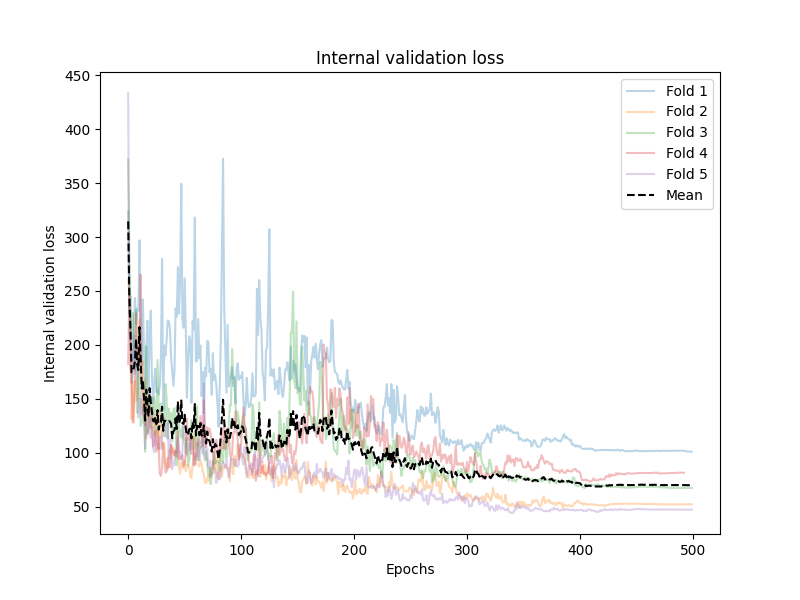 Internal validation loss
Internal validation loss
450
400
350
300
250
200
150
100
50
0
100
200
300
400
500
Epochs
Fold 1
Fold 2
Fold 3
Fold 4
Fold 5
Mean